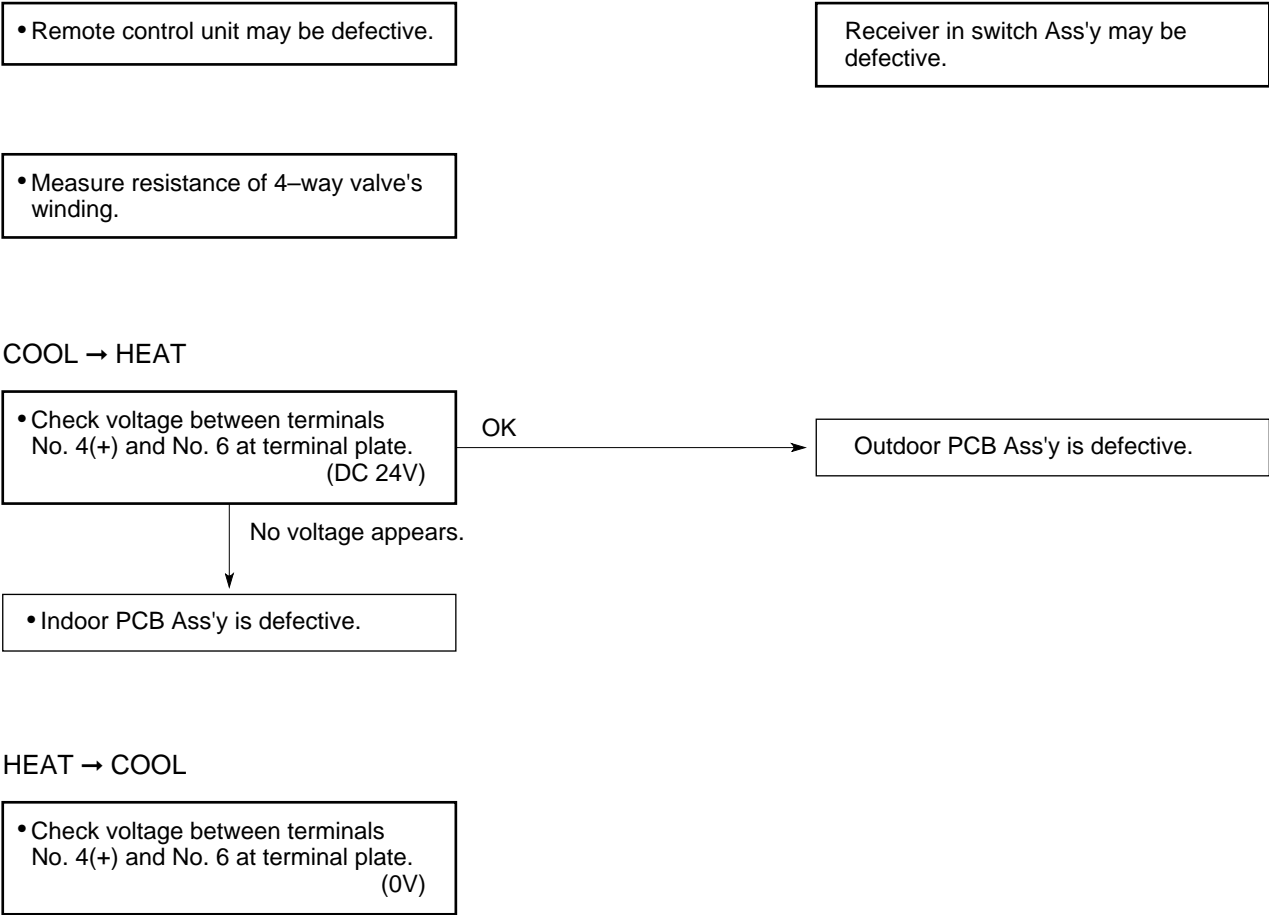 • Remote control unit may be defective.
Receiver in switch Ass'y may be
defective.
• Measure resistance of 4–way valve's
winding.
COOL → HEAT
• Check voltage between terminals
No. 4(+) and No. 6 at terminal plate.
(DC 24V)
OK
Outdoor PCB Ass'y is defective.
No voltage appears.
• Indoor PCB Ass'y is defective.
HEAT → COOL
• Check voltage between terminals
No. 4(+) and No. 6 at terminal plate.
(0V)